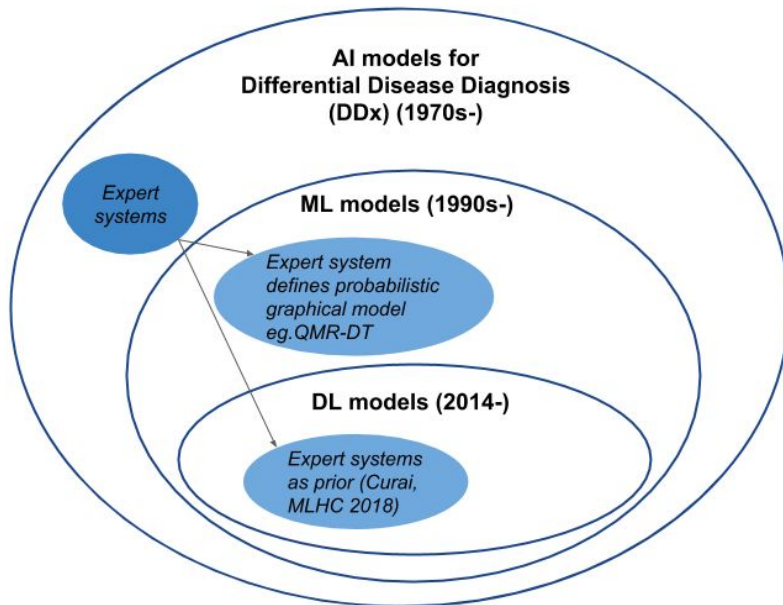 AI models for
Differential Disease Diagnosis
(DDx) (1970s-)
Expert
systems
ML models (1990s-)
Expert system
defines probabilistic
graphical model
eg.QMR-DT
DL models (2014-)
Expert systems
as prior (Curai,
MLHC 2018)